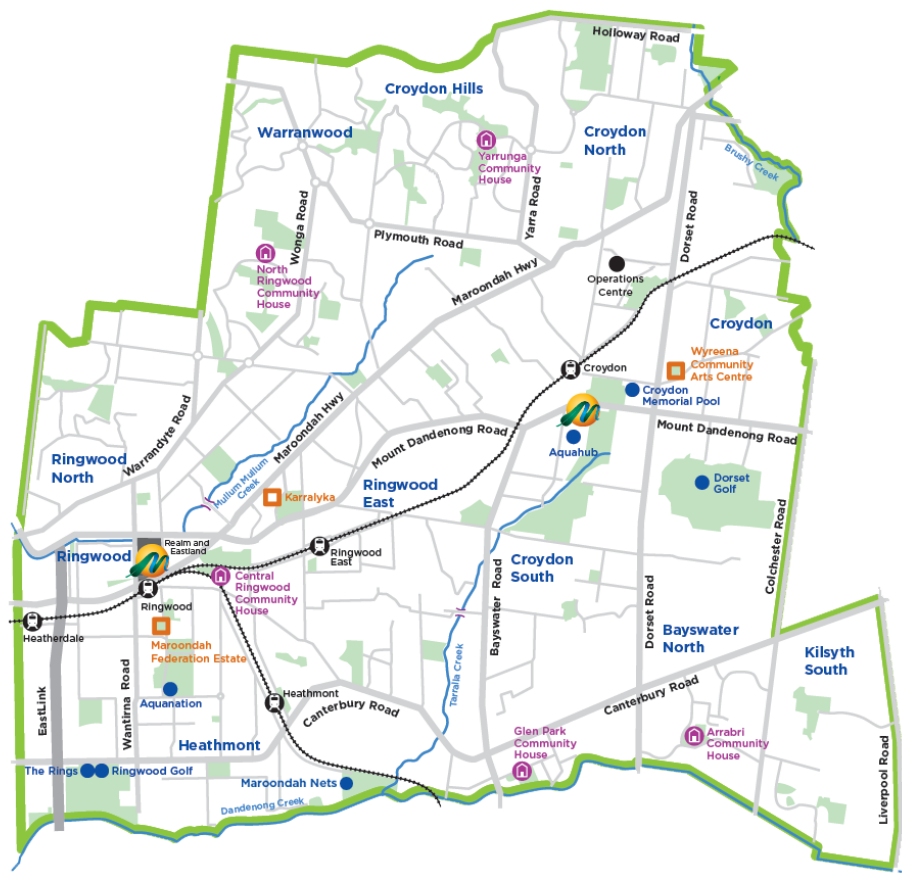 Holloway Road
Croydon Hills
Warranwood
Croydon
North
Yarrunga
Community
House
Brushy Creek
Wonga Road
Yarra Road
Dorset Road
Plymouth Road
North
Ringwood
Community
House
Maroondah Hwy
Operations
Centre
Croydon
Wyreena
Community
Arts Centre
Croydon
Croydon
Memorial Pool
Warrandyte Road
Maroondah Hwy
Mount Dandenong Road
Mount Dandenong Road
Aquahub
Ringwood
North
Mullum Mullum
Creek
Karralyka
Ringwood
East
Dorset
Golf
Colchester Road
Ringwood
Realm and
Eastland
Ringwood
East
Croydon
South
Central
Ringwood
Community
House
Bayswater Road
Dorset Road
Ringwood
Heatherdale
Maroondah
Federation Estate
Bayswater
North
Kilsyth
South
Tarralla Creek
EastLink
Wantirna Road
Aquanation
Heathmont
Canterbury Road
Canterbury Road
Heathmont
Glen Park
Community
House
Arrabri
Community
House
Liverpool Road
The Rings
Ringwood Golf
Maroondah Nets
Dandenong Creek